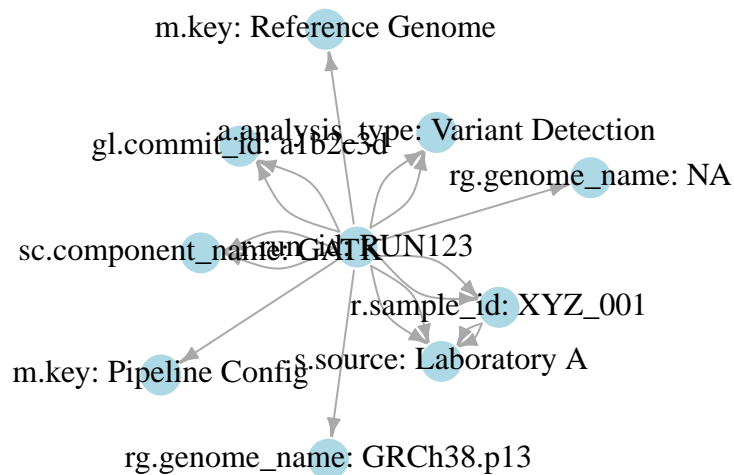 m.key: Reference Genome
a.analysis_type: Variant Detection
gl.commit_id: a1b2e3d
rg.genome_name: NA
r.run_id: RUN123
sc.component_name: GATK
r.sample_id: XYZ_001
s.source: Laboratory A
m.key: Pipeline Config
rg.genome_name: GRCh38.p13